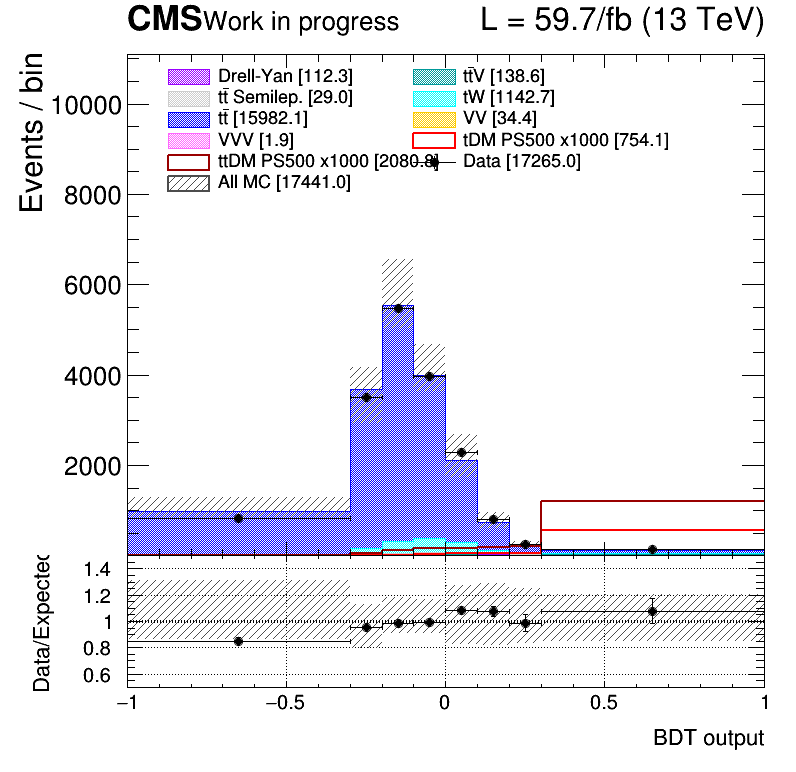 CMS Work in progress L = 59.7/fb (13 TeV)
Events / bin
Drell-Yan [112.3] tt̄V [138.6]
tt̄ Semilep. [29.0] tW [1142.7]
tt̄ [15982.1] VV [34.4]
VVV [1.9] tDM PS500 x1000 [754.1]
ttDM PS500 x1000 [2080.8] Data [17265.0]
All MC [17441.0]
10000
8000
6000
4000
2000
Data/Expected
1.4
1.2
1
0.8
0.6
−1 −0.5 0 0.5 1
BDT output